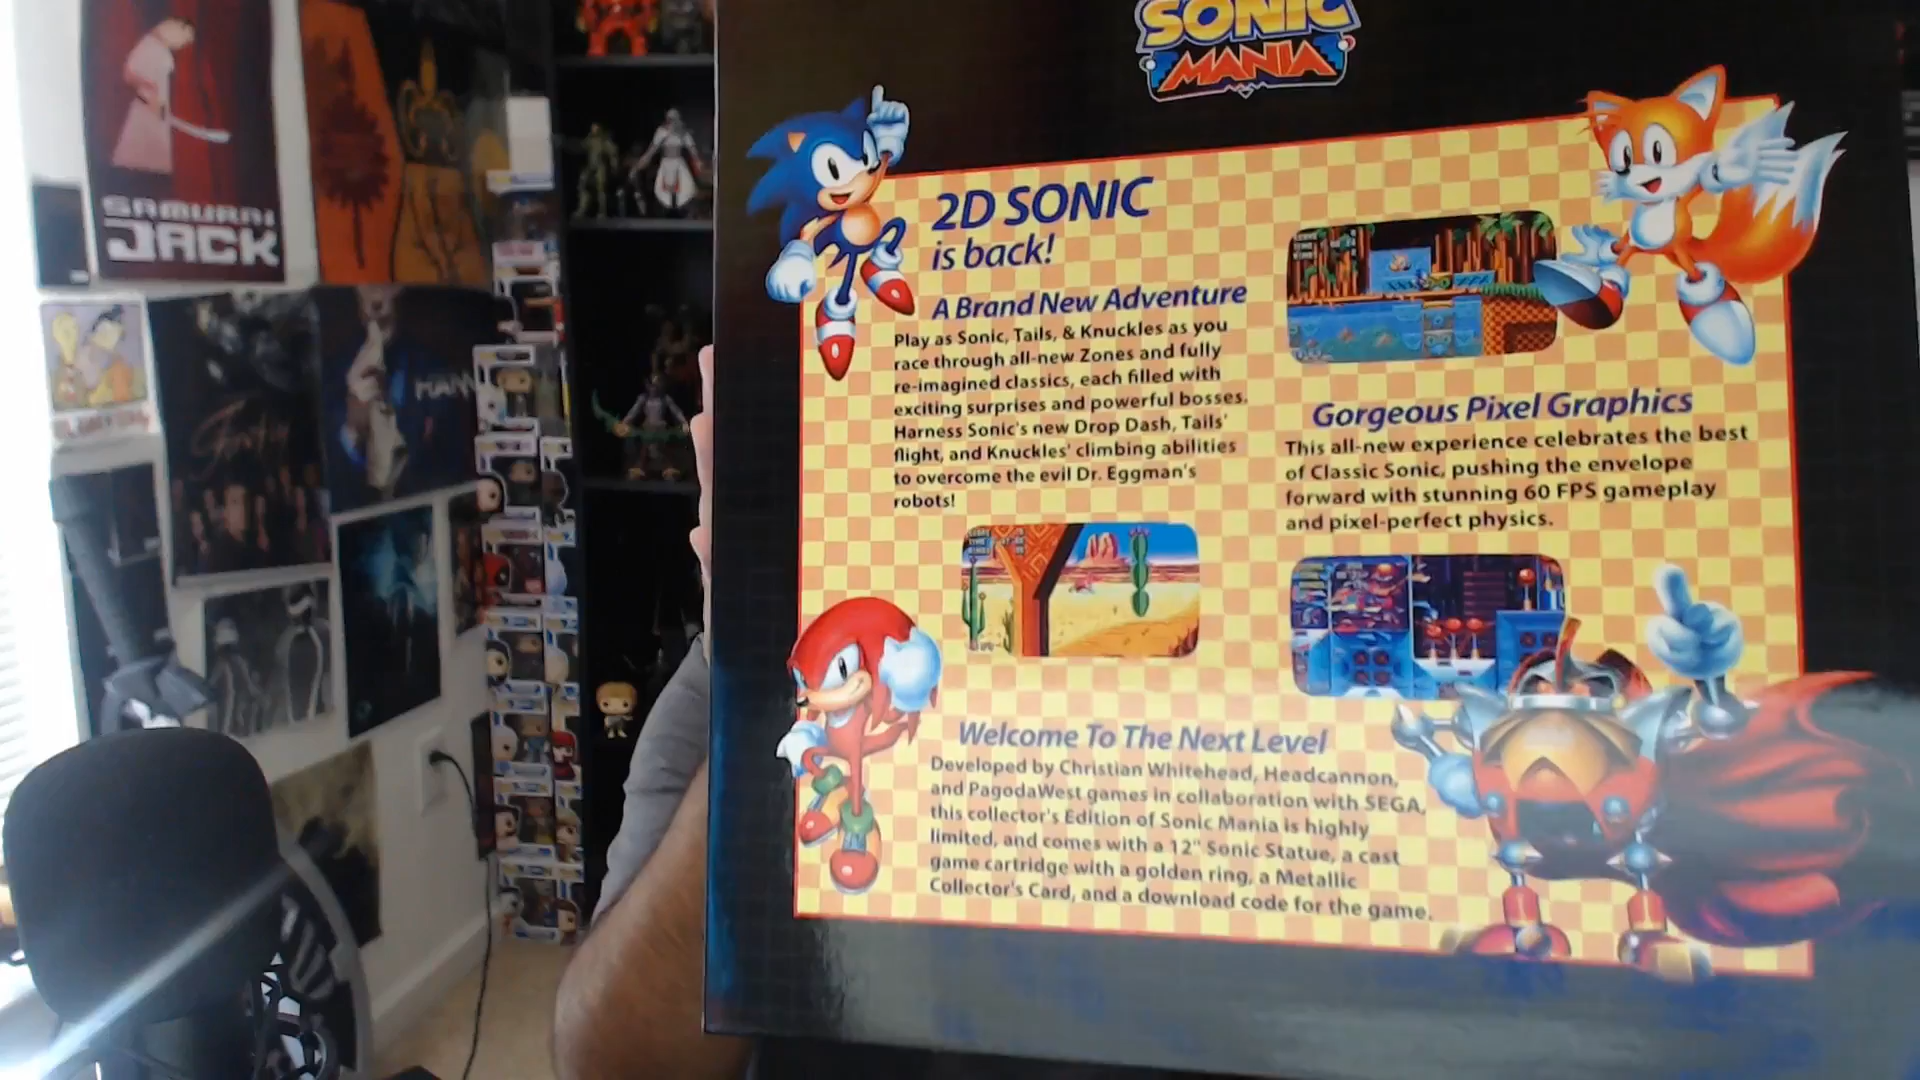 SONIC
MANIA
2D SONIC
is back!
A Brand New Adventure
Play as Sonic, Tails, & Knuckles as you
race through all-new Zones and fully
re-imagined classics, each filled with
exciting surprises and powerful bosses.
Harness Sonic's new Drop Dash, Tails'
flight, and Knuckles' climbing abilities
to overcome the evil Dr. Eggman's
robots!
Gorgeous Pixel Graphics
This all-new experience celebrates the best
of Classic Sonic, pushing the envelope
forward with stunning 60 FPS gameplay
and pixel-perfect physics.
Welcome To The Next Level
Developed by Christian Whitehead, Headcannon,
and PagodaWest games in collaboration with SEGA,
this collector's Edition of Sonic Mania is highly
limited, and comes with a 12" Sonic Statue, a cast
game cartridge with a golden ring, a Metallic
Collector's Card, and a download code for the game.
SAMURAI
JACK